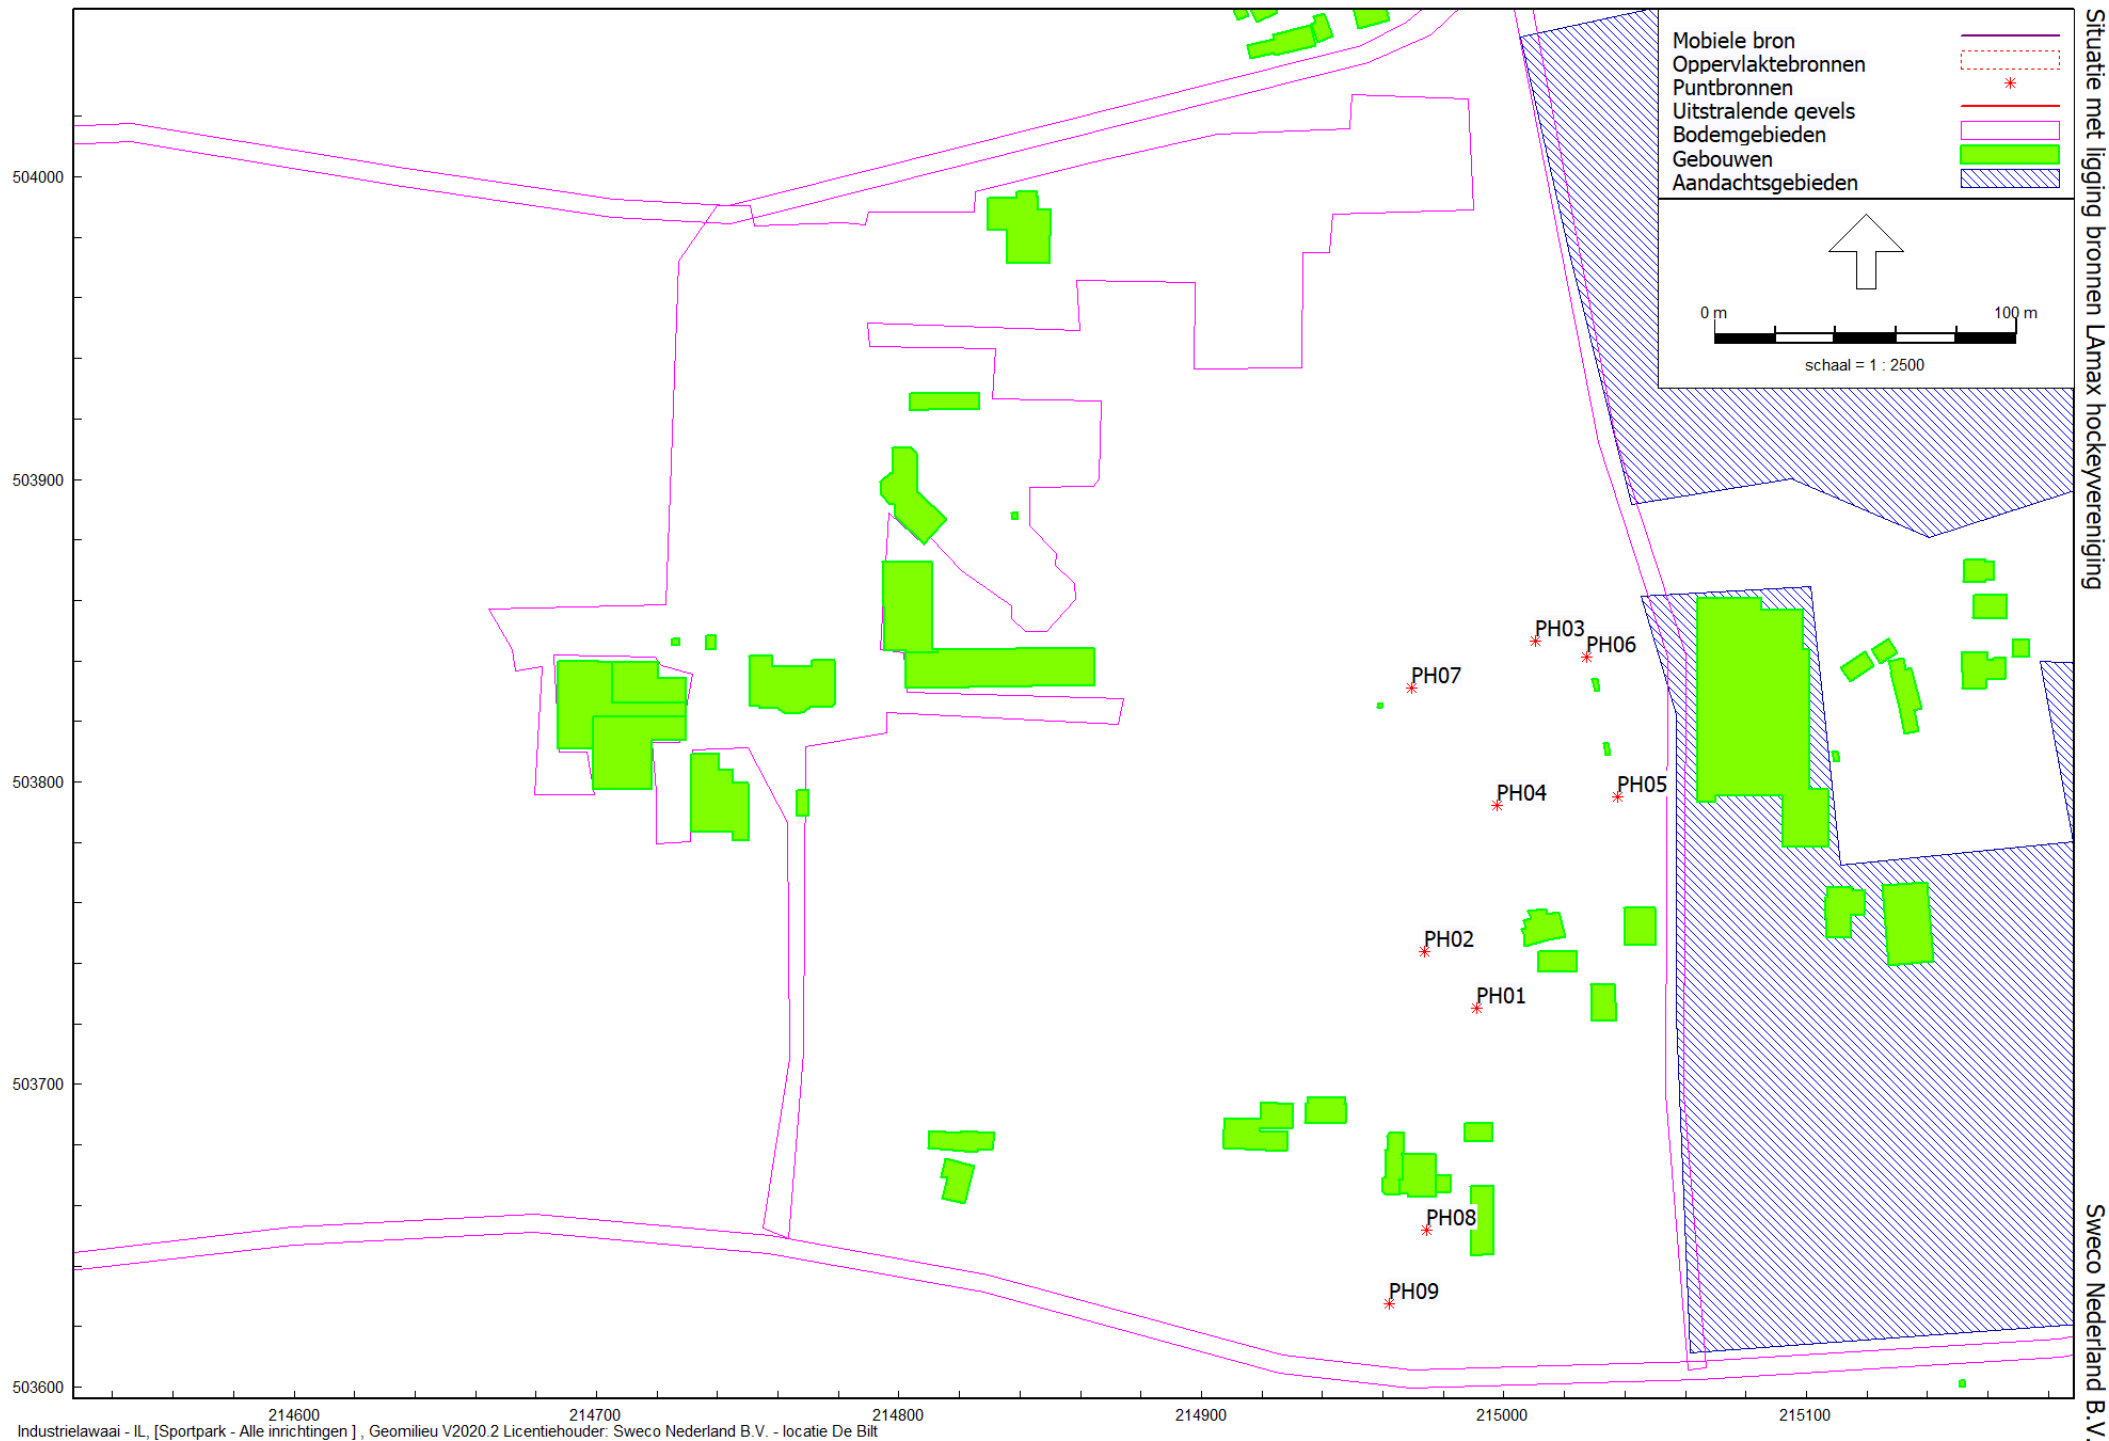 Mobiele bron
Oppervlaktebronnen
Puntbronnen
Uitstralende gevels
Bodemgebieden
Gebouwen
Aandachtsgebieden
0 m
100 m
schaal = 1 : 2500
Situatie met ligging bronnen LAmax hockeyvereniging
Sweco Nederland B.V.
504000
503900
503800
503700
503600
PH03
PH06
PH07
PH05
PH04
PH02
PH01
PH08
PH09
214600
214700
214800
214900
215000
215100
Industrielawaai - IL, [Sportpark - Alle inrichtingen ] , Geomilieu V2020.2 Licentiehouder: Sweco Nederland B.V. - locatie De Bilt